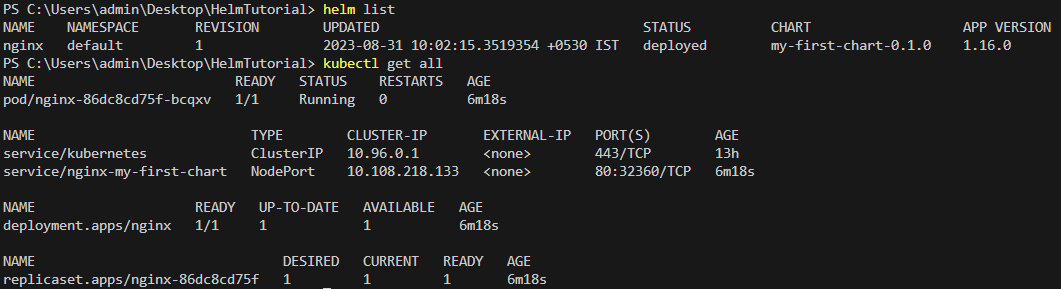 PS C:\Users\admin\Desktop\HelmTutorial> helm list
NAME NAMESPACE REVISION UPDATED STATUS CHART APP VERSION
nginx default 1 2023-08-31 10:02:15.3519354 +0530 IST deployed my-first-chart-0.1.0 1.16.0
PS C:\Users\admin\Desktop\HelmTutorial> kubectl get all
NAME READY STATUS RESTARTS AGE
pod/nginx-86dc8cd75f-bcqxv 1/1 Running 0 6m18s
NAME TYPE CLUSTER-IP EXTERNAL-IP PORT(S) AGE
service/kubernetes ClusterIP 10.96.0.1 <none> 443/TCP 13h
service/nginx-my-first-chart NodePort 10.108.218.133 <none> 80:32360/TCP 6m18s
NAME READY UP-TO-DATE AVAILABLE AGE
deployment.apps/nginx 1/1 1 1 6m18s
NAME DESIRED CURRENT READY AGE
replicaset.apps/nginx-86dc8cd75f 1 1 1 6m18s